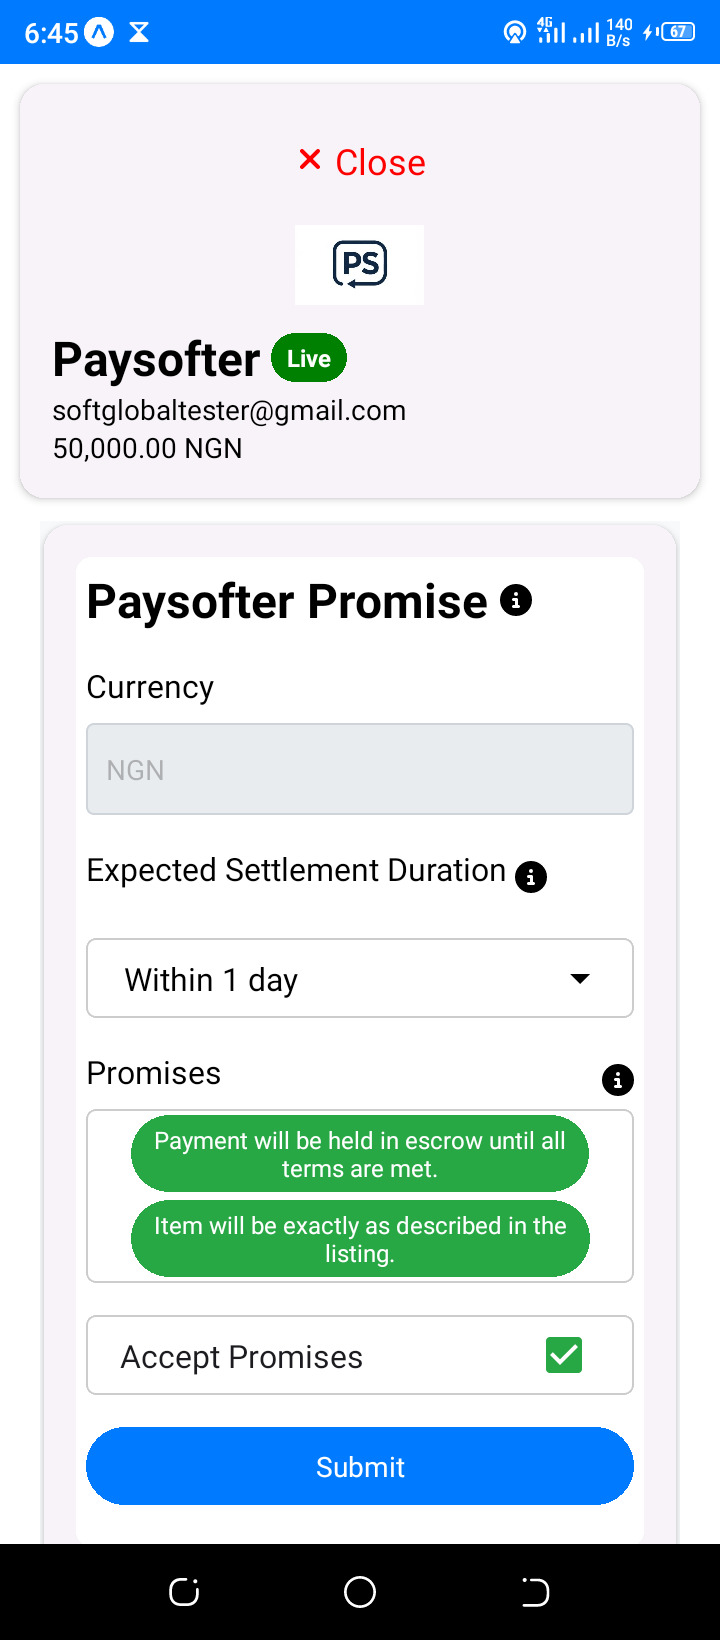 6:45
4G
140
B/s
67
× Close
PS
Paysofter Live
softglobaltester@gmail.com
50,000.00 NGN
Paysofter Promise
Currency
NGN
Expected Settlement Duration
Within 1 day
Promises
Payment will be held in escrow until all
terms are met.
Item will be exactly as described in the
listing.
Accept Promises
Submit